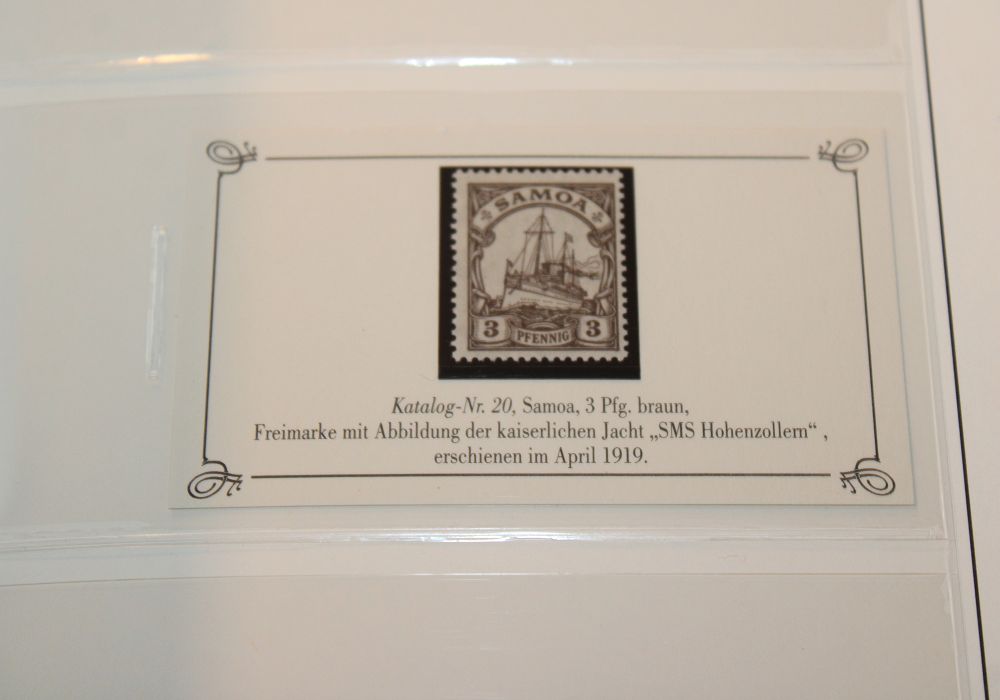 SAMOA
3 PFENNIG 3
Katalog-Nr. 20, Samoa, 3 Pfg. braun,
Freimarke mit Abbildung der kaiserlichen Jacht „SMS Hohenzollern“ ,
erschienen im April 1919.